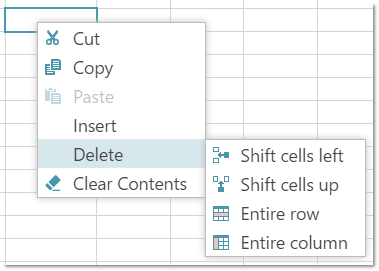 Cut
Copy
Paste
Insert
Delete
Clear Contents
Shift cells left
Shift cells up
Entire row
Entire column